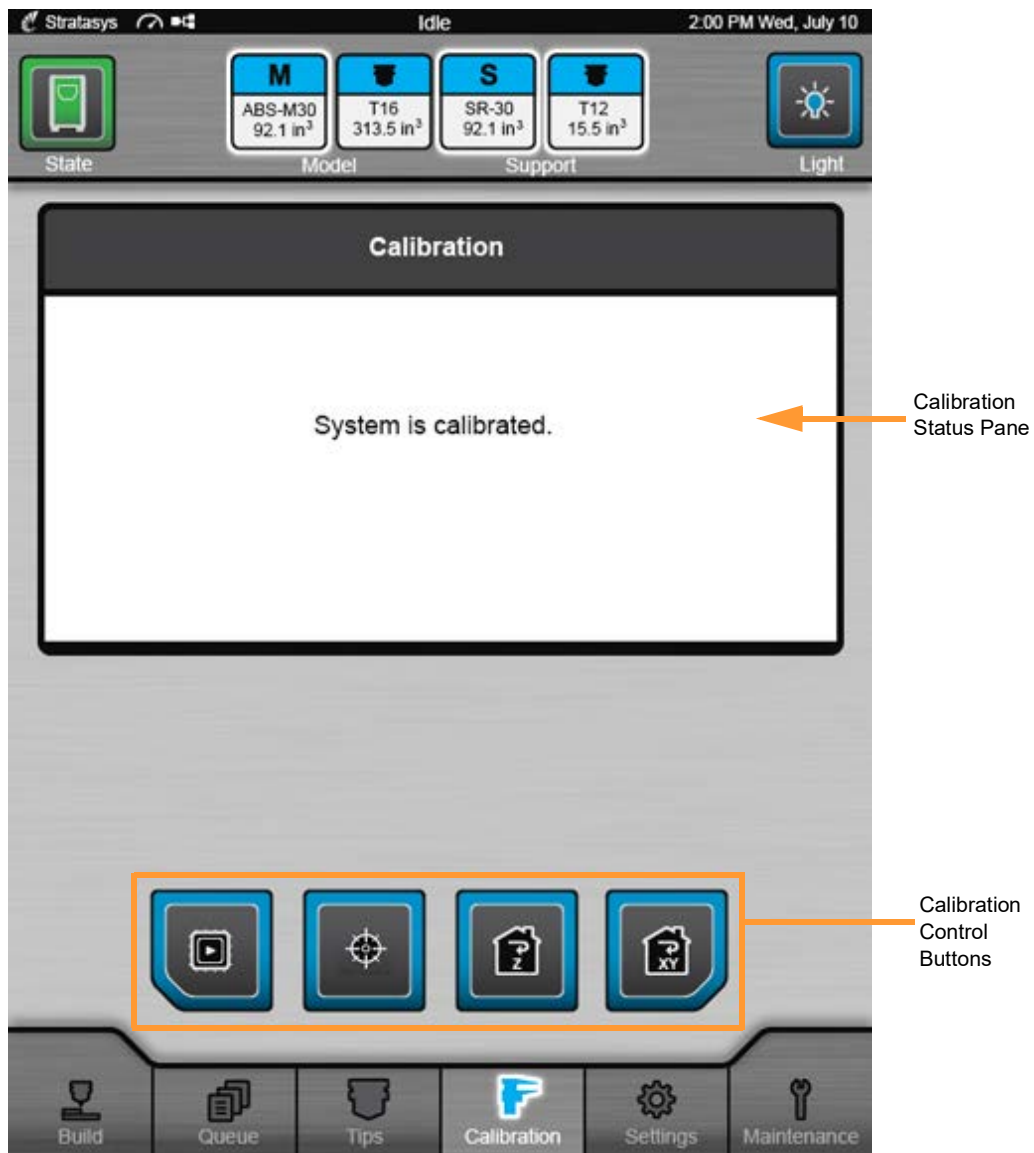 Stratasys Idle 2:00 PM Wed, July 10
M S
ABS-M30 T16 SR-30 T12
92.1 in³ 313.5 in³ 92.1 in³ 15.5 in³
State Model Support Light
Calibration
System is calibrated.
Calibration
Status Pane
Z XY
Calibration
Control
Buttons
Build Queue Tips Calibration Settings Maintenance